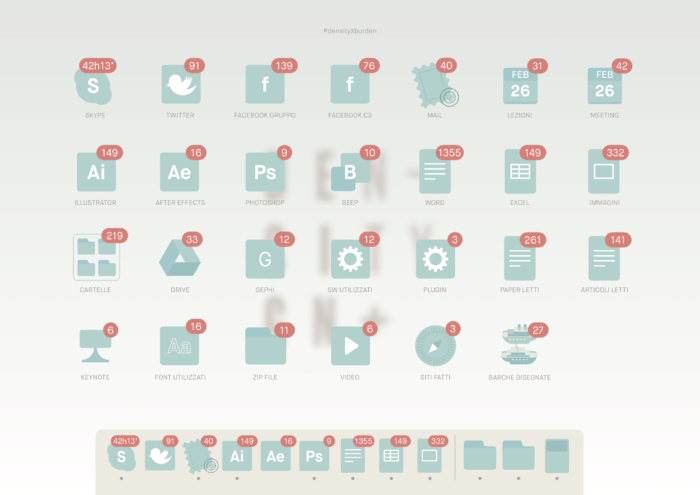 #densityXburden
42h13' 91 139 76 40 31 42
S f f FEB 26 FEB 26
SKYPE TWITTER FACEBOOK GRUPPO FACEBOOK C3 MAIL LEZIONI MEETING
149 16 9 10 1355 149 332
Ai Ae Ps B
ILLUSTRATOR AFTER EFFECTS PHOTOSHOP BEEP WORD EXCEL IMMAGINI
DEN-
219 33 12 12 3 261 141
G
CARTELLE DRIVE GEPHI SW UTILIZZATI PLUGIN PAPER LETTI ARTICOLI LETTI
SITY
6 16 11 6 3 27
Aa
KEYNOTE FONT UTILIZZATI ZIP FILE VIDEO SITI FATTI BARCHE DISEGNATE
42h13' 91 40 149 16 9 1355 149 332
S Ai Ae Ps